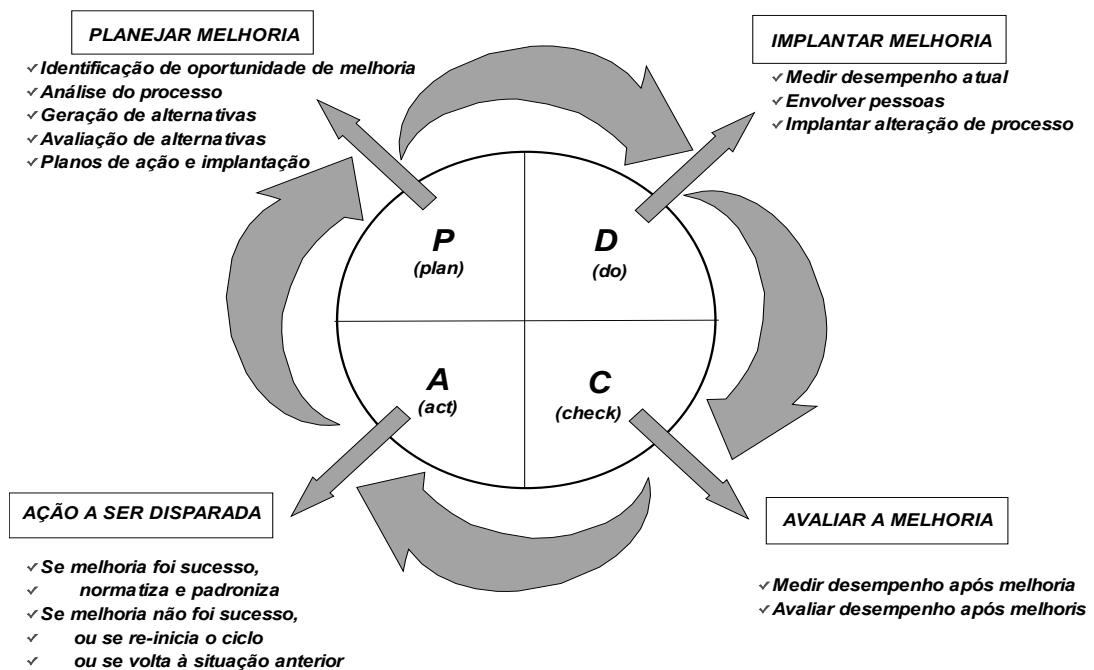 PLANEJAR MELHORIA
✓Identificação de oportunidade de melhoria
✓Análise do processo
✓Geração de alternativas
✓Avaliação de alternativas
✓Planos de ação e implantação
IMPLANTAR MELHORIA
✓Medir desempenho atual
✓Envolver pessoas
✓Implantar alteração de processo
P
(plan)
D
(do)
A
(act)
C
(check)
AÇÃO A SER DISPARADA
✓Se melhoria foi sucesso,
✓ normatiza e padroniza
✓Se melhoria não foi sucesso,
✓ ou se re-inicia o ciclo
✓ ou se volta à situação anterior
AVALIAR A MELHORIA
✓Medir desempenho após melhoria
✓Avaliar desempenho após melhoris